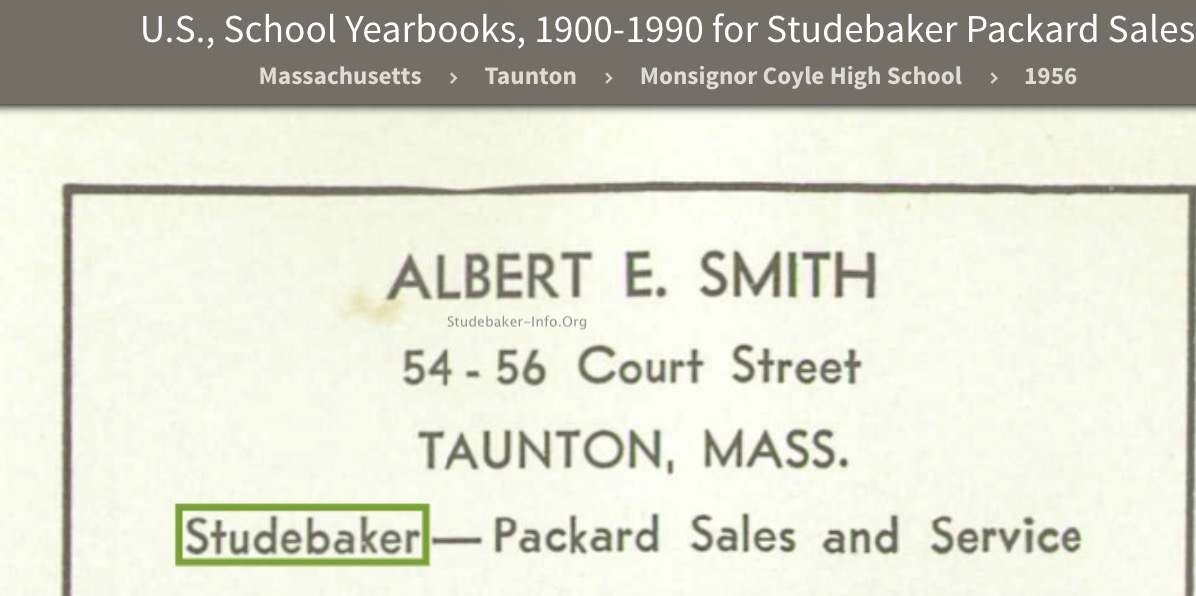 U.S., School Yearbooks, 1900-1990 for Studebaker Packard Sales
Massachusetts › Taunton › Monsignor Coyle High School › 1956
ALBERT E. SMITH
Studebaker-Info.Org
54 - 56 Court Street
TAUNTON, MASS.
Studebaker — Packard Sales and Service